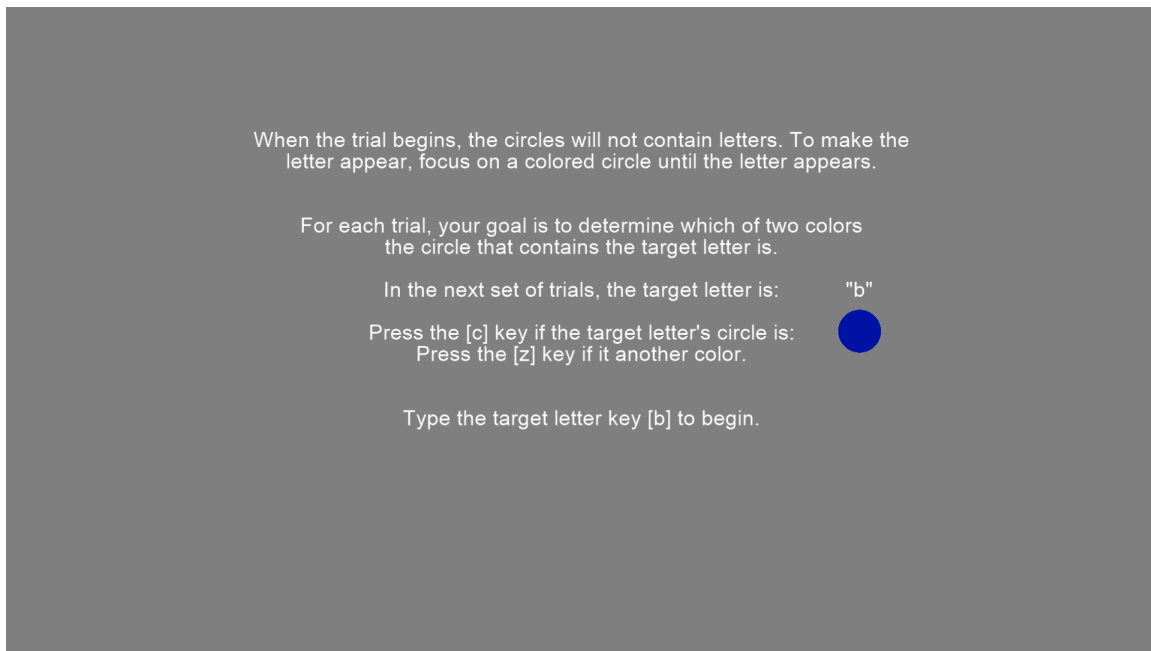 When the trial begins, the circles will not contain letters. To make the
letter appear, focus on a colored circle until the letter appears.
For each trial, your goal is to determine which of two colors
the circle that contains the target letter is.
In the next set of trials, the target letter is: "b"
Press the [c] key if the target letter's circle is:
Press the [z] key if it another color.
Type the target letter key [b] to begin.